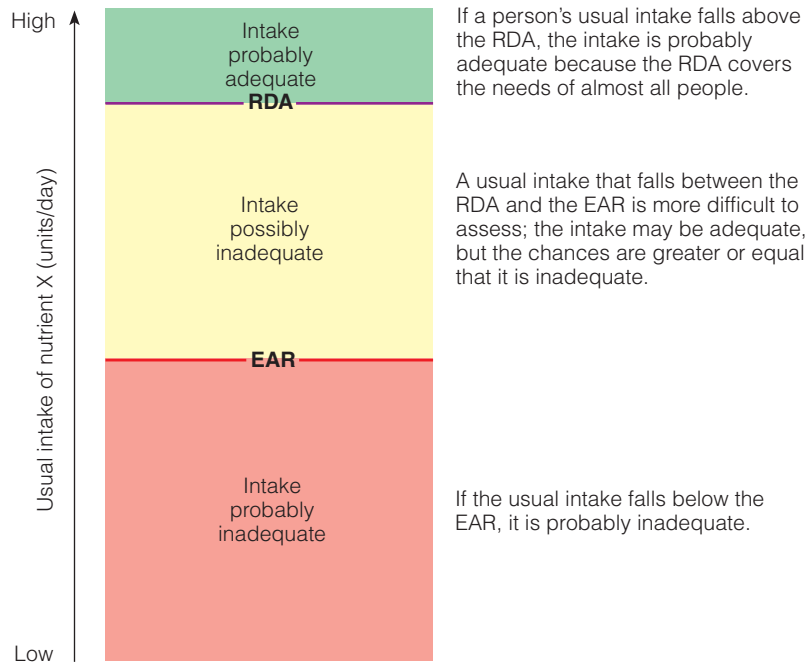 High
Intake
probably
adequate
If a person's usual intake falls above
the RDA, the intake is probably
adequate because the RDA covers
the needs of almost all people.
RDA
Usual intake of nutrient X (units/day)
Intake
possibly
inadequate
A usual intake that falls between the
RDA and the EAR is more difficult to
assess; the intake may be adequate,
but the chances are greater or equal
that it is inadequate.
EAR
Intake
probably
inadequate
If the usual intake falls below the
EAR, it is probably inadequate.
Low